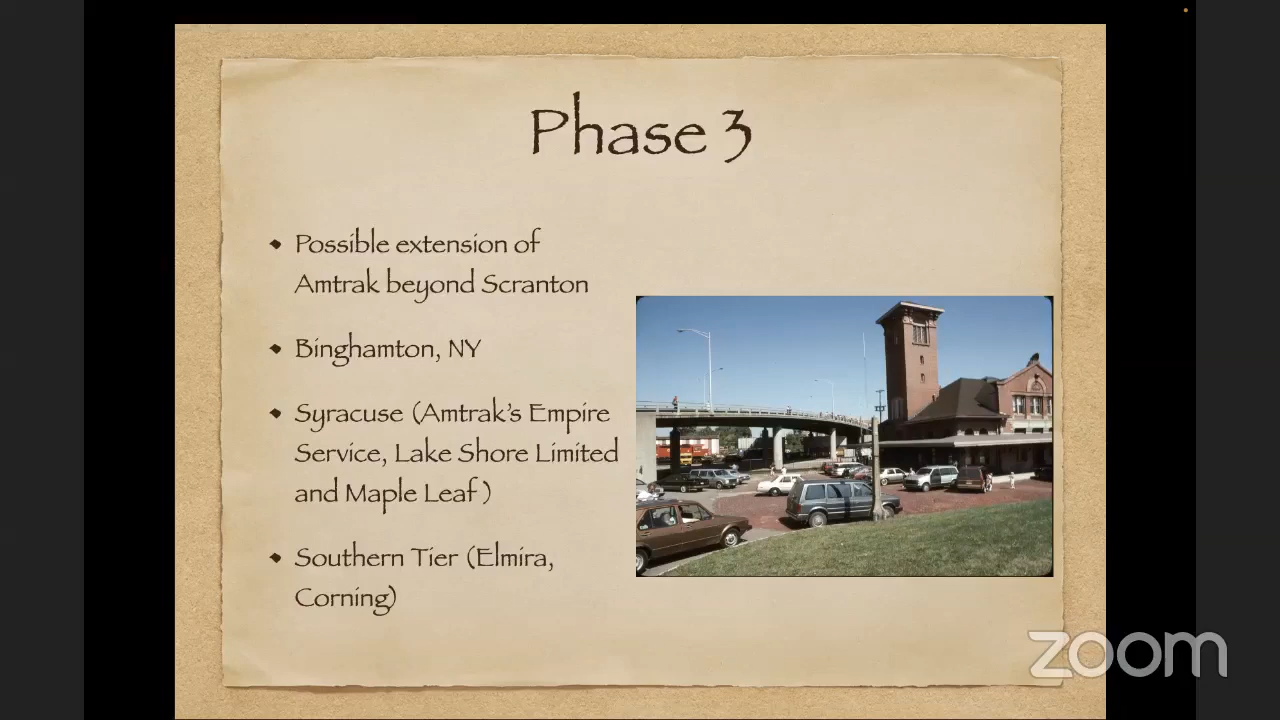 Phase 3
• Possible extension of
Amtrak beyond Scranton
• Binghamton, NY
• Syracuse (Amtrak's Empire
Service, Lake Shore Limited
and Maple Leaf)
• Southern Tier (Elmira,
Corning)
zoom